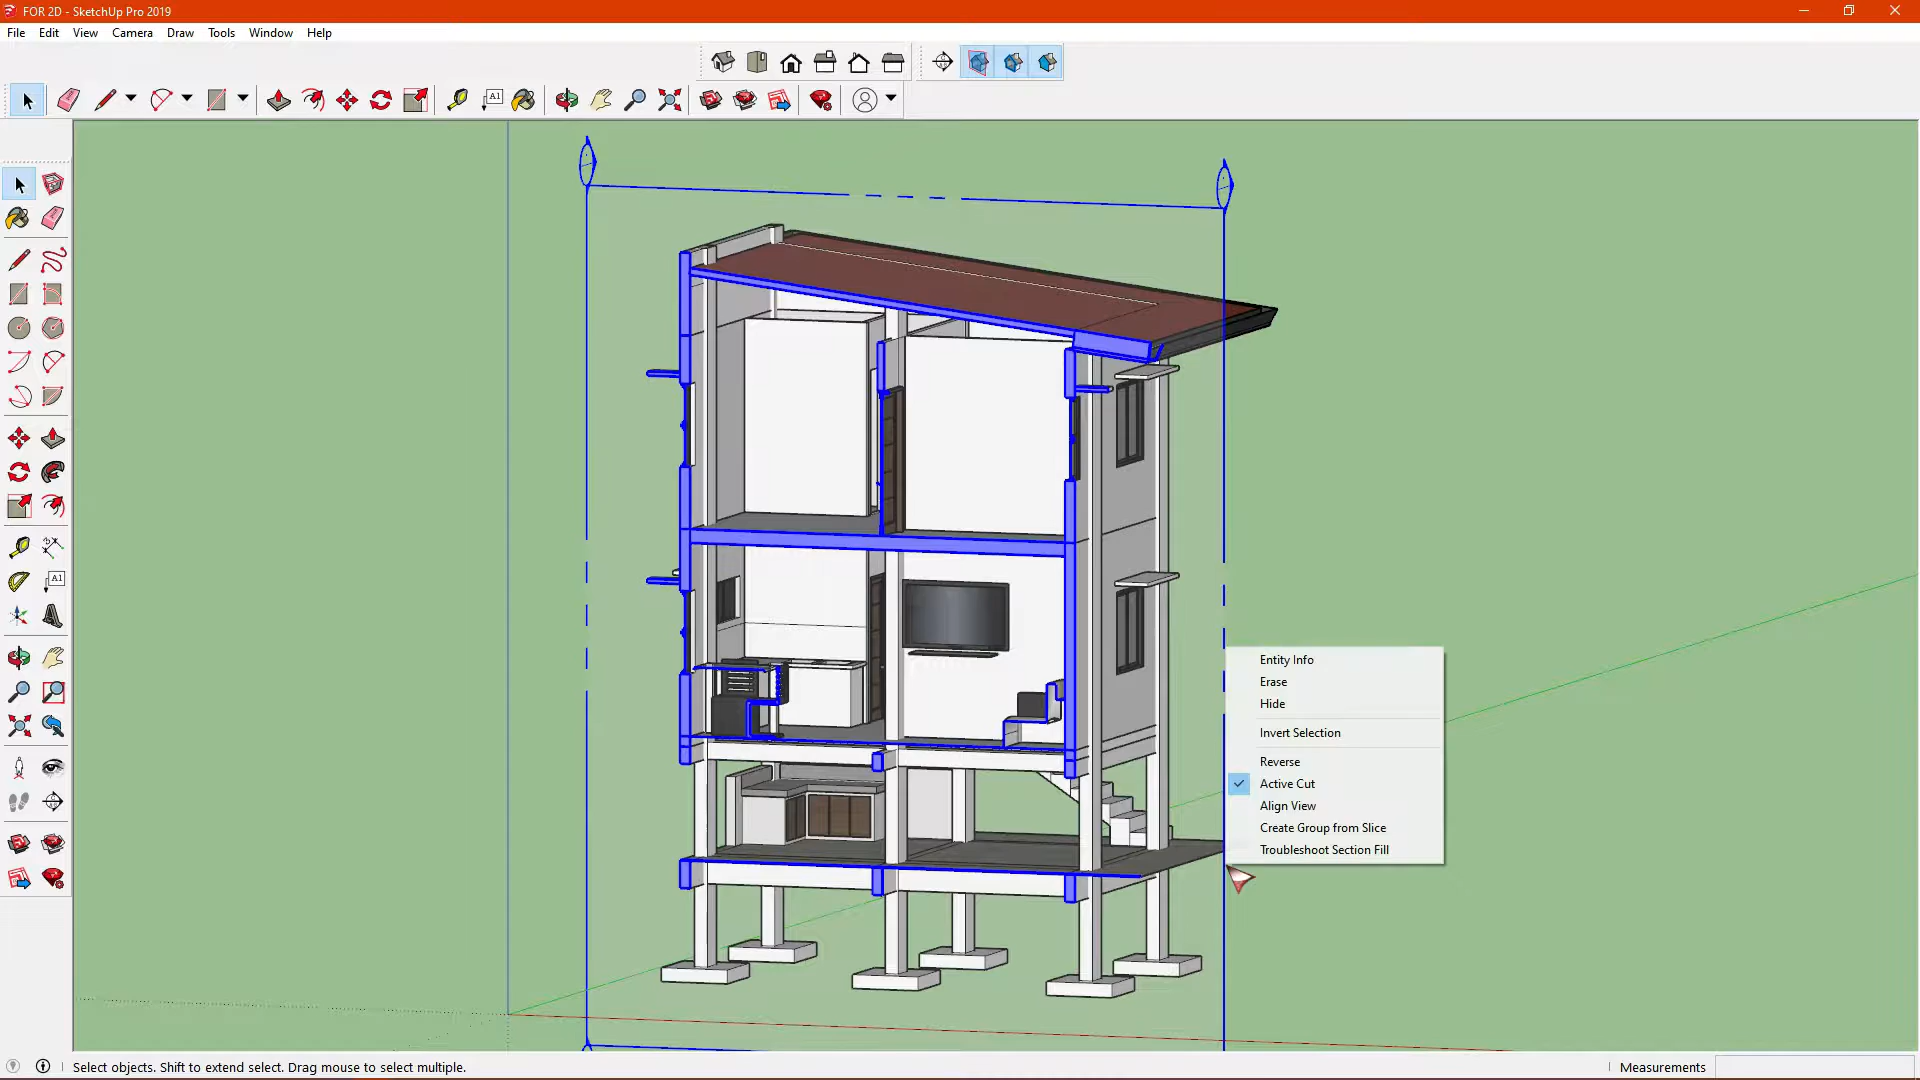 FOR 2D - SketchUp Pro 2019
File Edit View Camera Draw Tools Window Help
A1
A1
Entity Info
Erase
Hide
Invert Selection
Reverse
Active Cut
Align View
Create Group from Slice
Troubleshoot Section Fill
Select objects. Shift to extend select. Drag mouse to select multiple.
Measurements